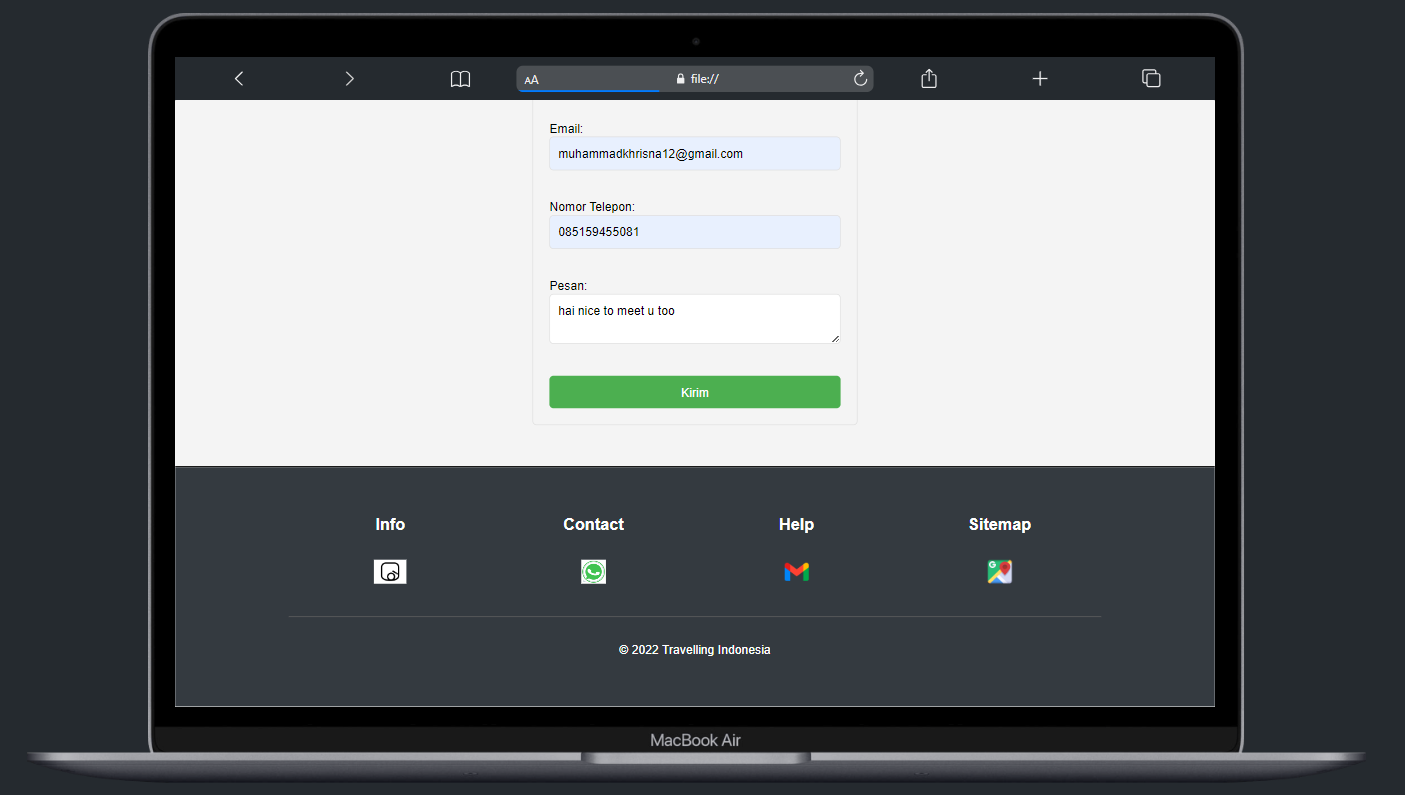 AA
file://
Email:
muhammadkhrisna12@gmail.com
Nomor Telepon:
085159455081
Pesan:
hai nice to meet u too
Kirim
Info Contact Help Sitemap
G
© 2022 Travelling Indonesia
MacBook Air